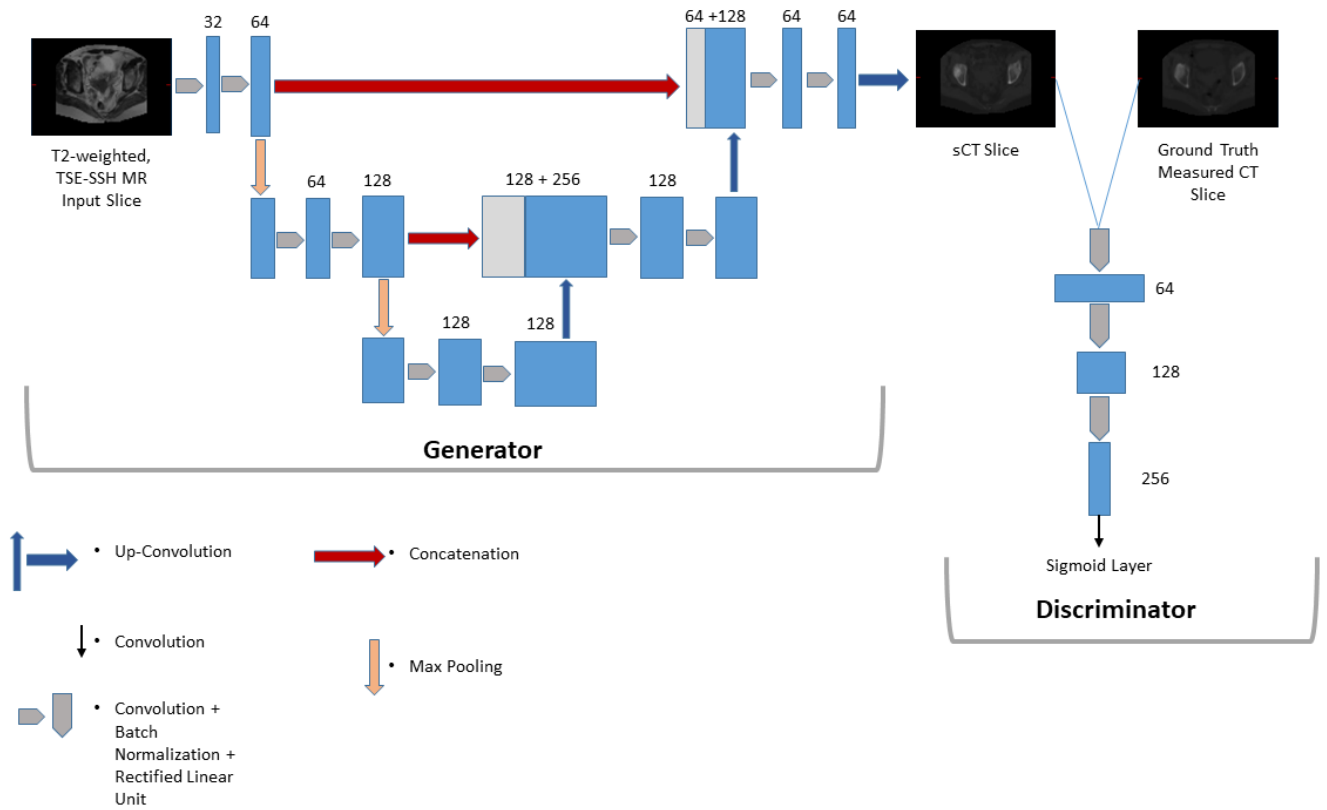 32
64
64 +128
64
64
T2-weighted,
TSE-SSH MR
Input Slice
sCT Slice
Ground Truth
Measured CT
Slice
64
128
128 + 256
128
128
128
64
128
256
Generator
Sigmoid Layer
Discriminator
• Up-Convolution
• Concatenation
• Convolution
• Max Pooling
• Convolution +
Batch
Normalization +
Rectified Linear
Unit